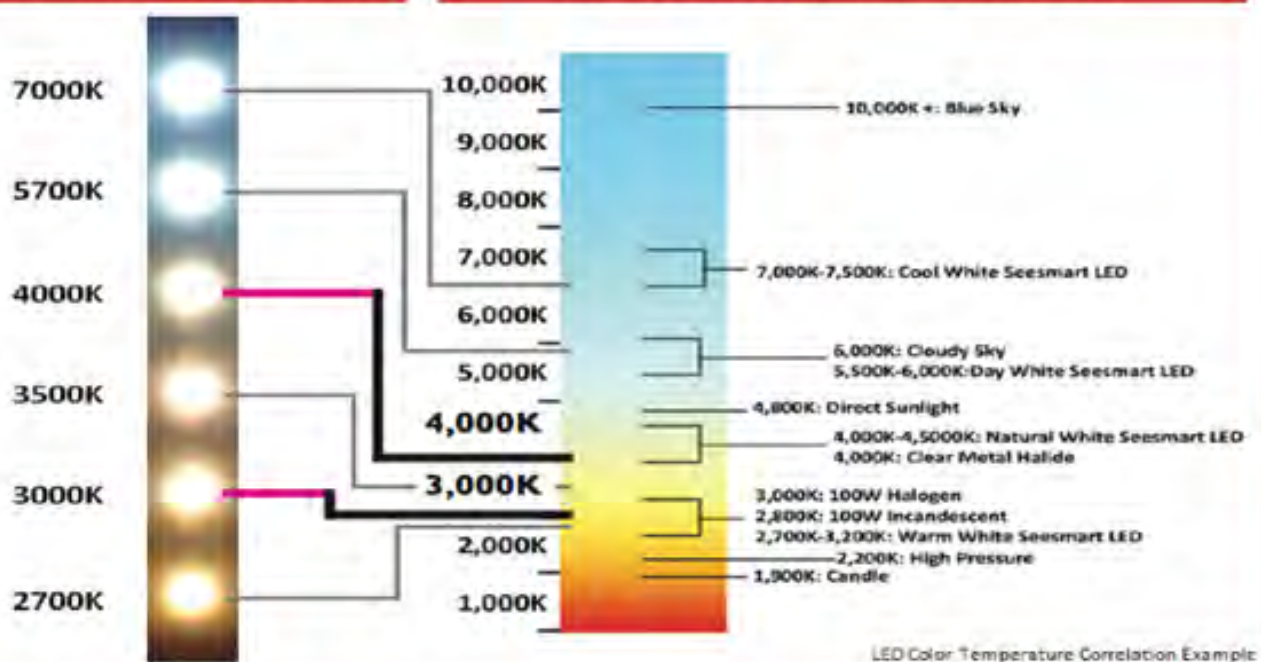 7000K
5700K
4000K
3500K
3000K
2700K
10,000K
9,000K
8,000K
7,000K
6,000K
5,000K
4,000K
3,000K
2,000K
1,000K
10,000K +: Blue Sky
7,000K-7,500K: Cool White Seesmart LED
6,000K: Cloudy Sky
5,500K-6,000K:Day White Seesmart LED
4,800K: Direct Sunlight
4,000K-4,5000K: Natural White Seesmart LED
4,000K: Clear Metal Halide
3,000K: 100W Halogen
2,800K: 100W Incandescent
2,700K-3,200K: Warm White Seesmart LED
2,200K: High Pressure
1,900K: Candle
LED Color Temperature Correlation Example